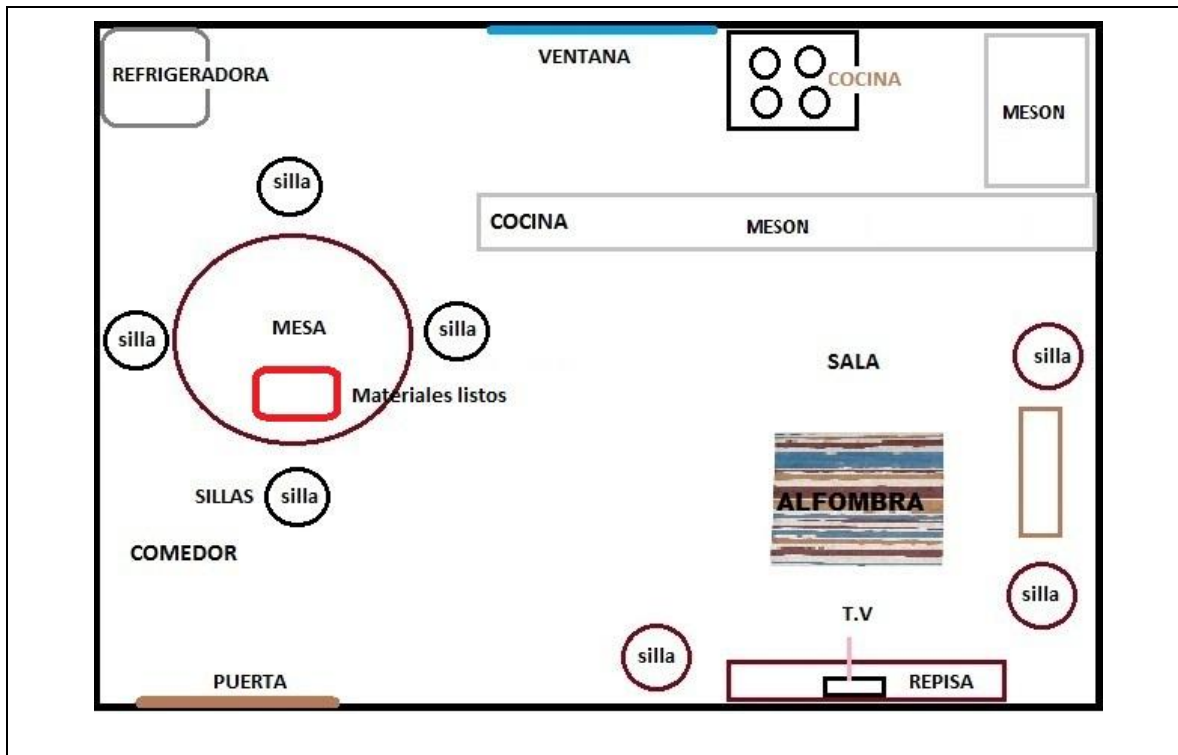 VENTANA
REFRIGERADORA
COCINA
MESON
silla
COCINA
MESON
MESA
silla
silla
silla
SALA
Materiales listos
SILLAS
silla
ALFOMBRA
COMEDOR
silla
T.V
silla
PUERTA
REPISA